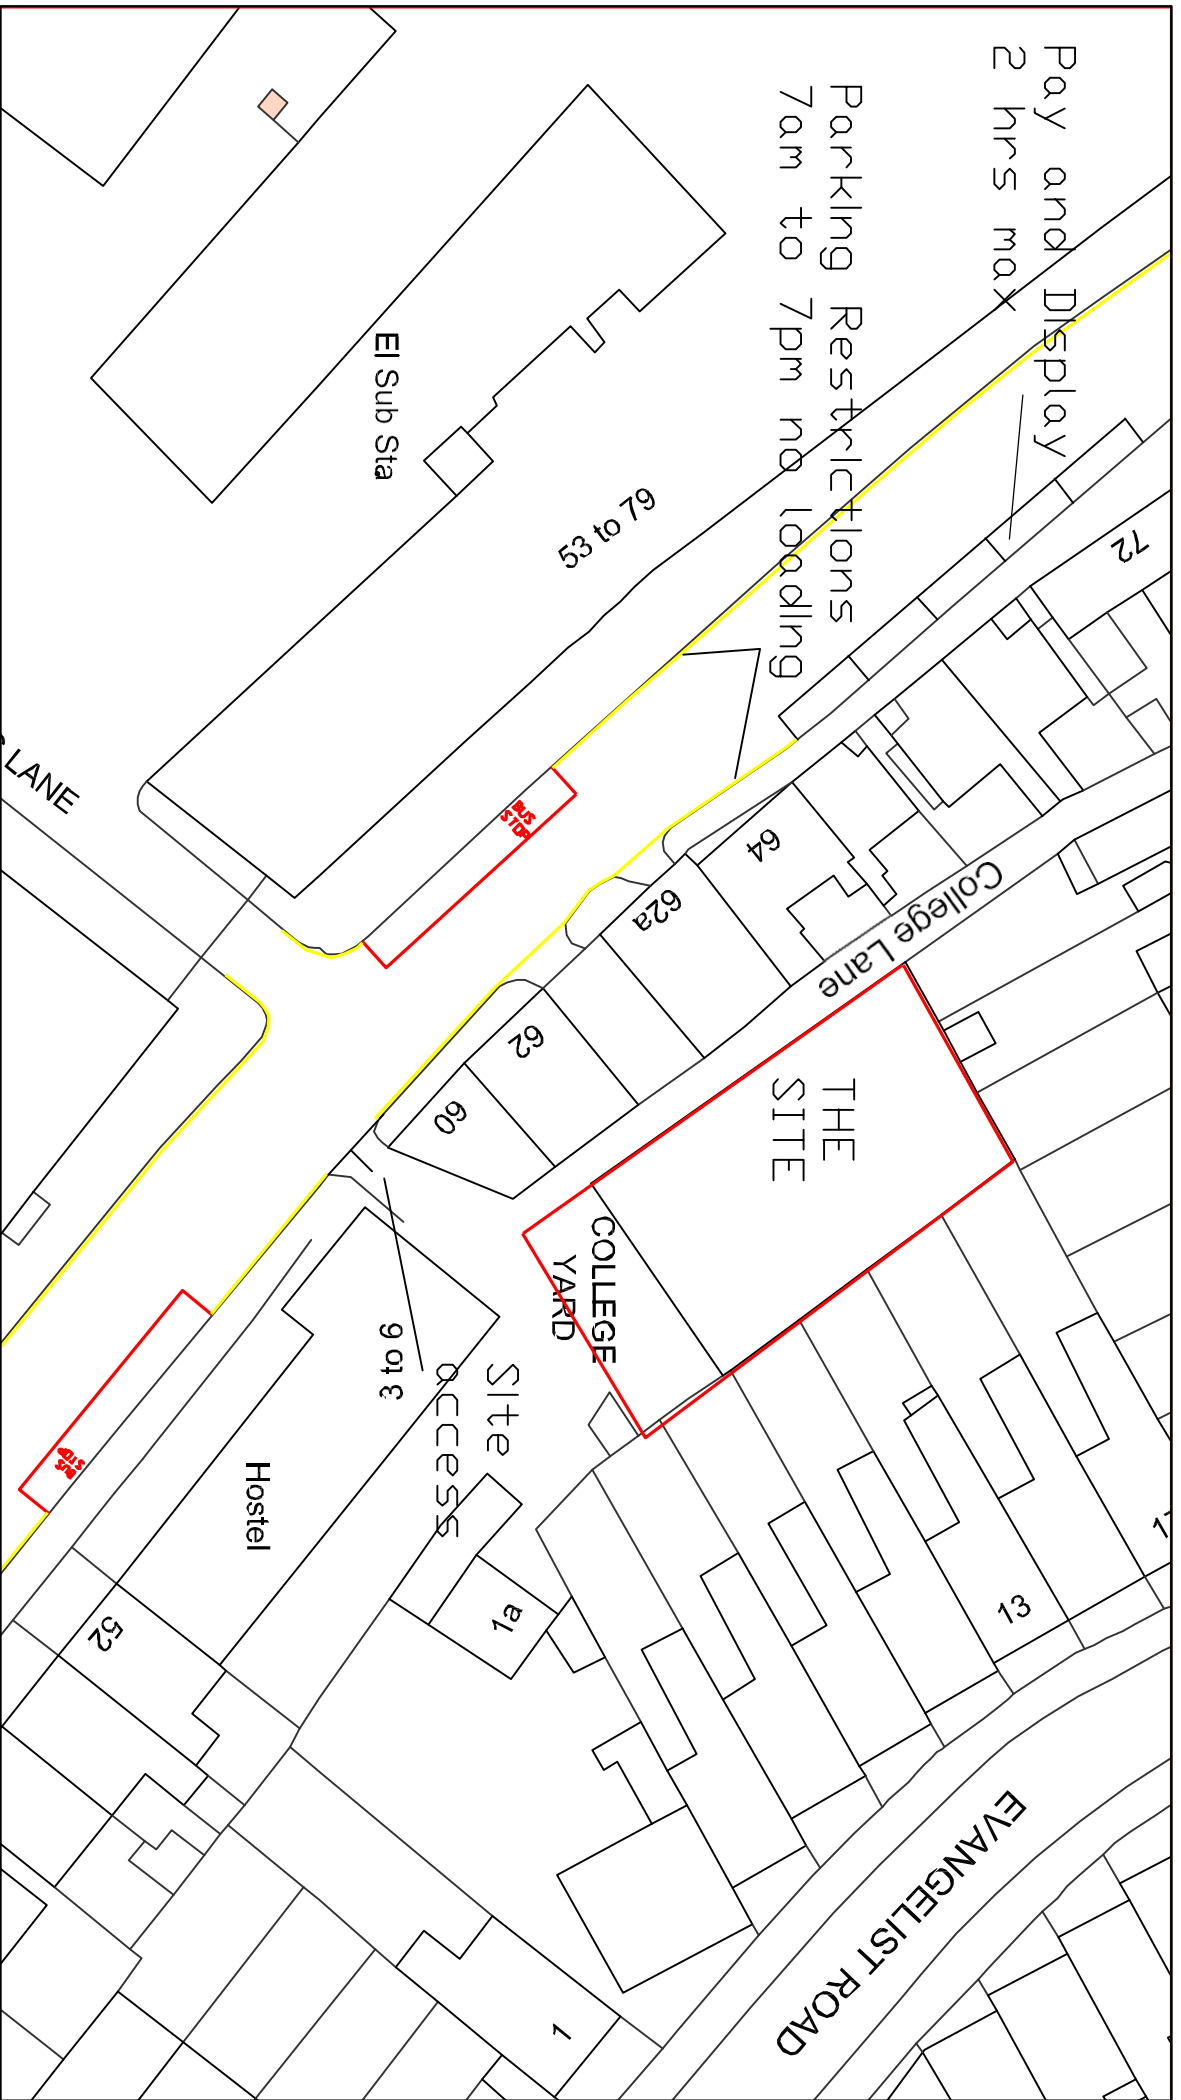 Pay and Display
2 hrs max
Parking Restrictions
7am to 7pm no loading
El Sub Sta
53 to 79
72
LANE
BUS
STOP
64
62a
College Lane
62
60
THE
SITE
COLLEGE
YARD
9 to 3
Site
access
BUS
STOP
Hostel
52
1a
13
EVANGELIST ROAD
1